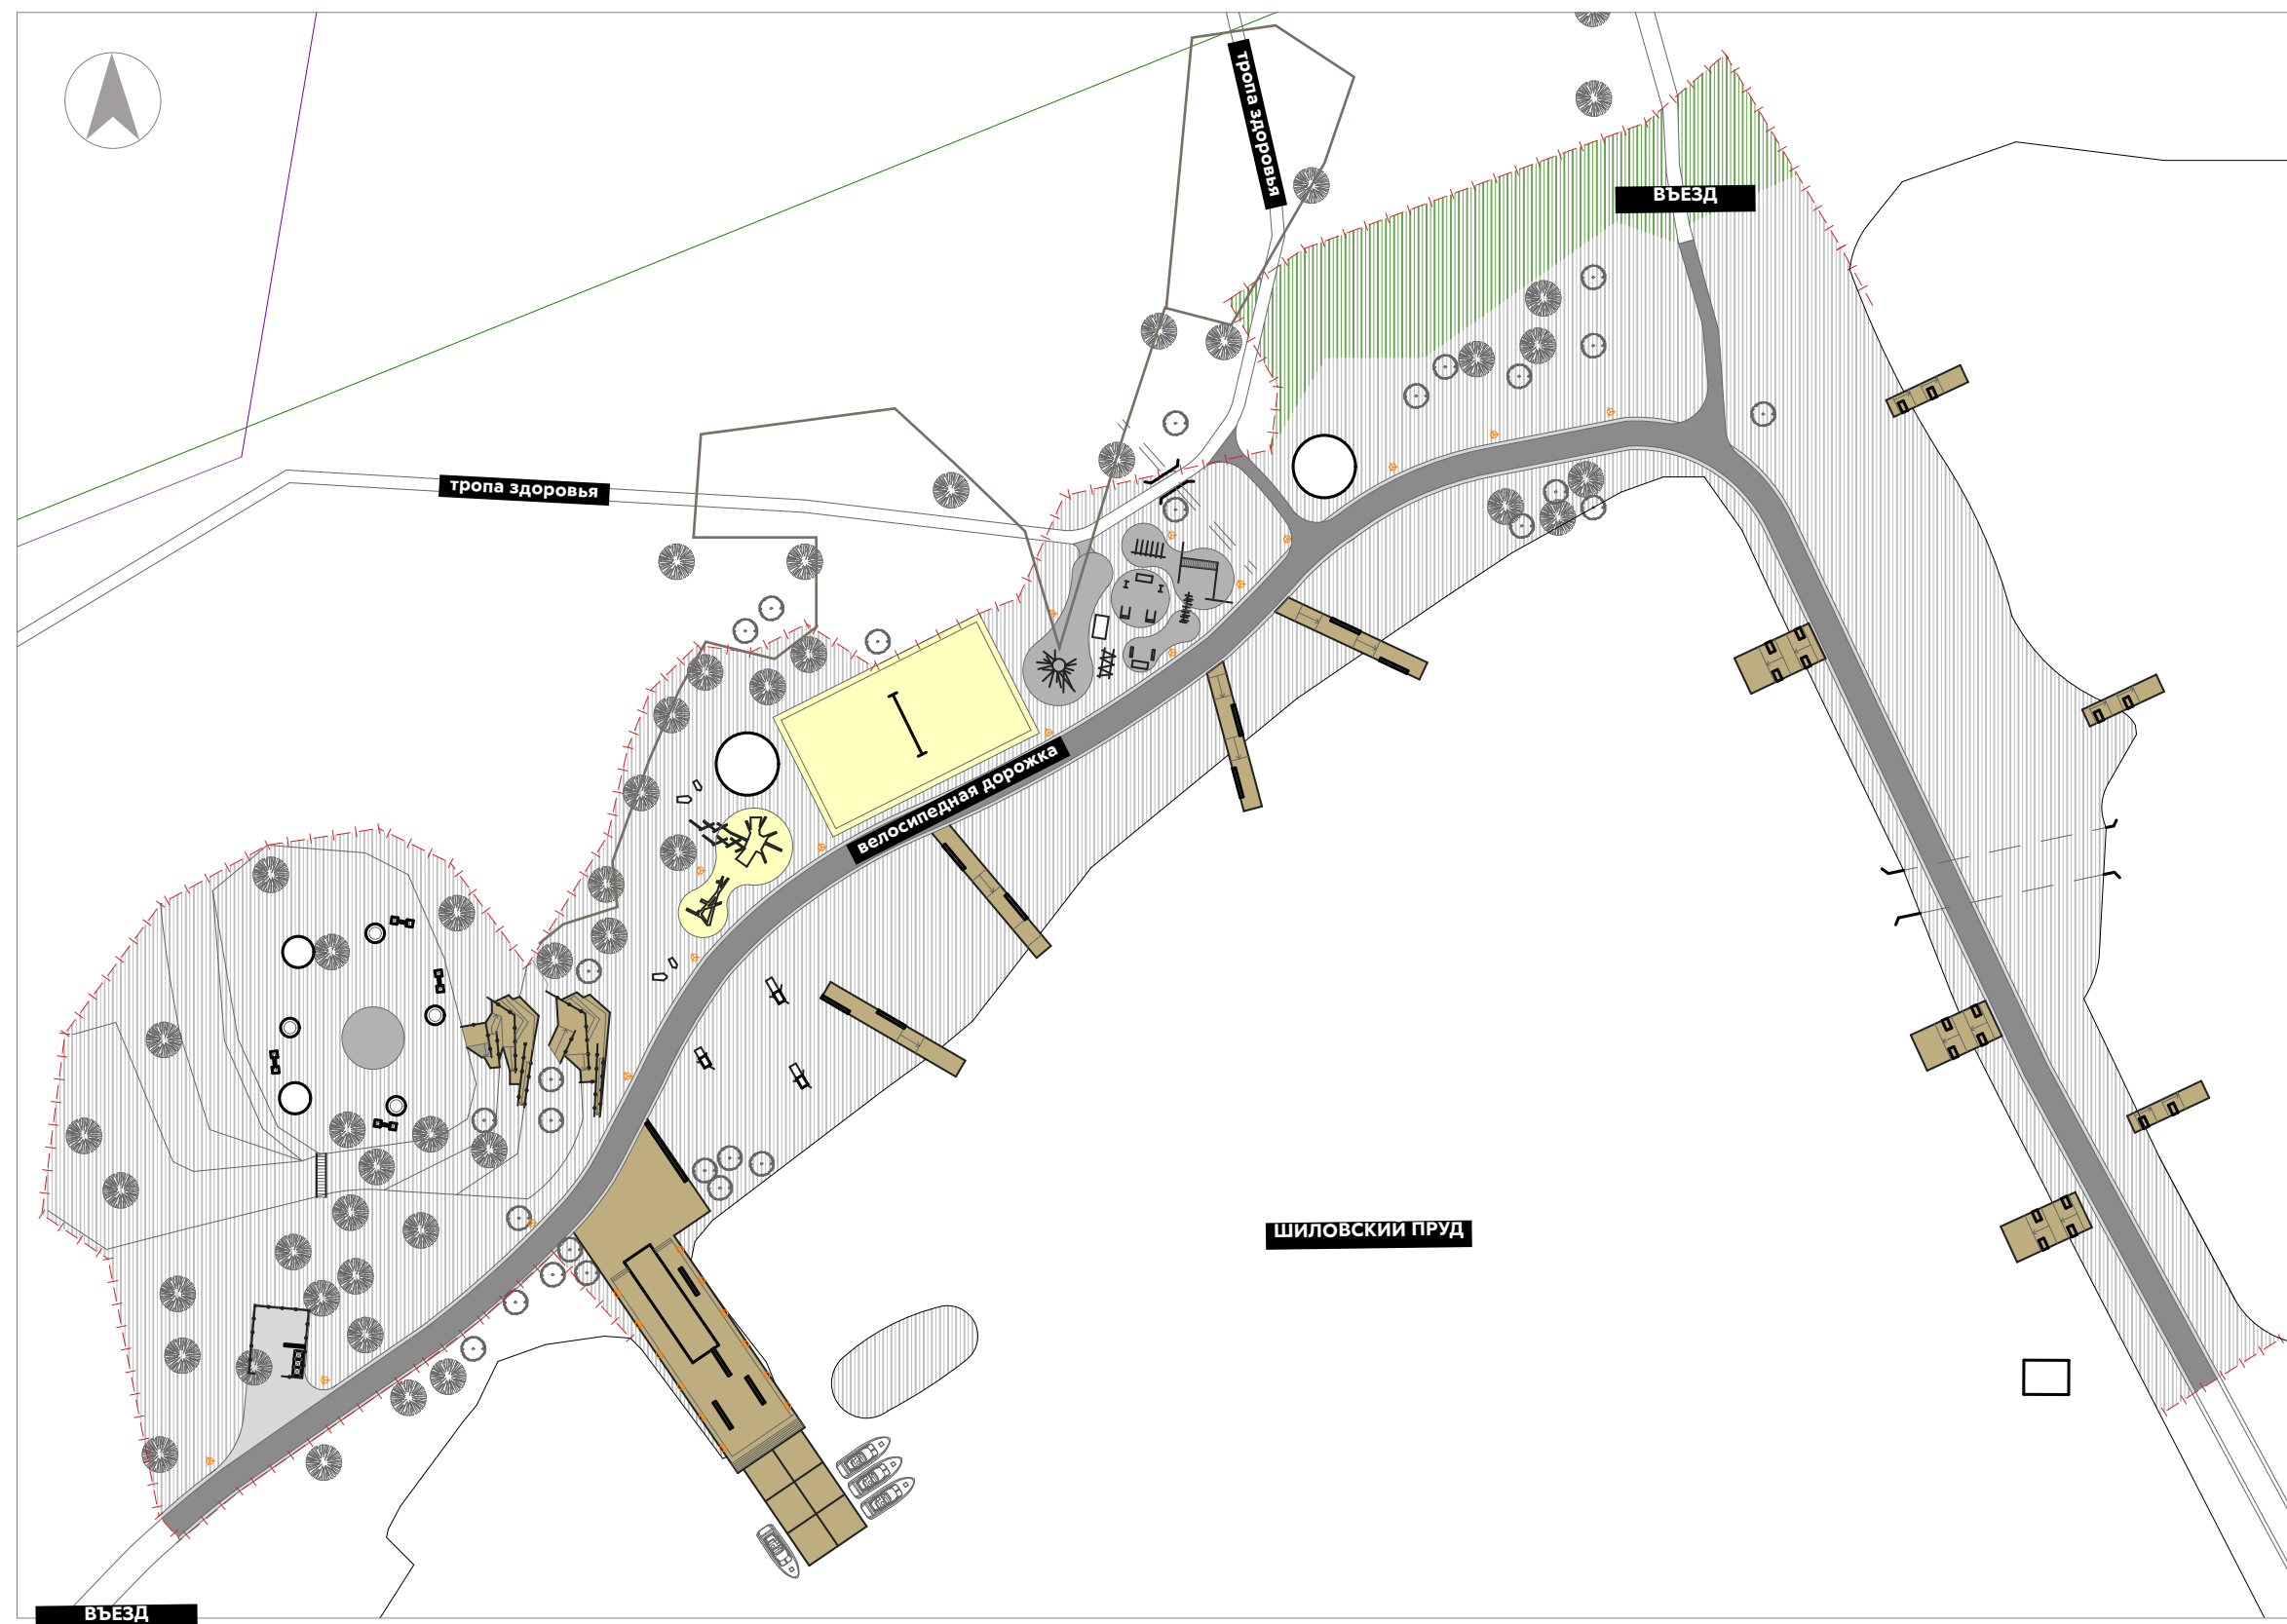 тропа здоровья
ВЪЕЗД
тропа здоровья
велосипедная дорожка
ШИЛОВСКИЙ ПРУД
ВЪЕЗД